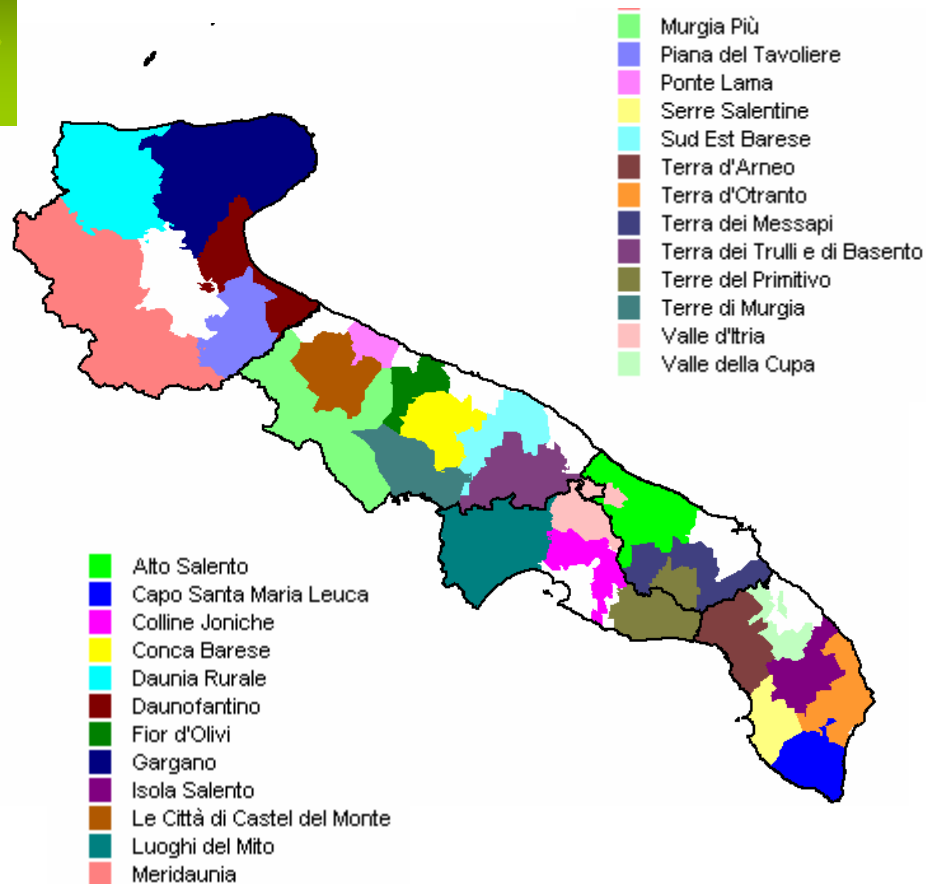 Murgia Più
Piana del Tavoliere
Ponte Lama
Serre Salentine
Sud Est Barese
Terra d'Arneo
Terra d'Otranto
Terra dei Messapi
Terra dei Trulli e di Basento
Terre del Primitivo
Terre di Murgia
Valle d'Itria
Valle della Cupa
Alto Salento
Capo Santa Maria Leuca
Colline Joniche
Conca Barese
Daunia Rurale
Daunofantino
Fior d'Olivi
Gargano
Isola Salento
Le Città di Castel del Monte
Luoghi del Mito
Meridaunia